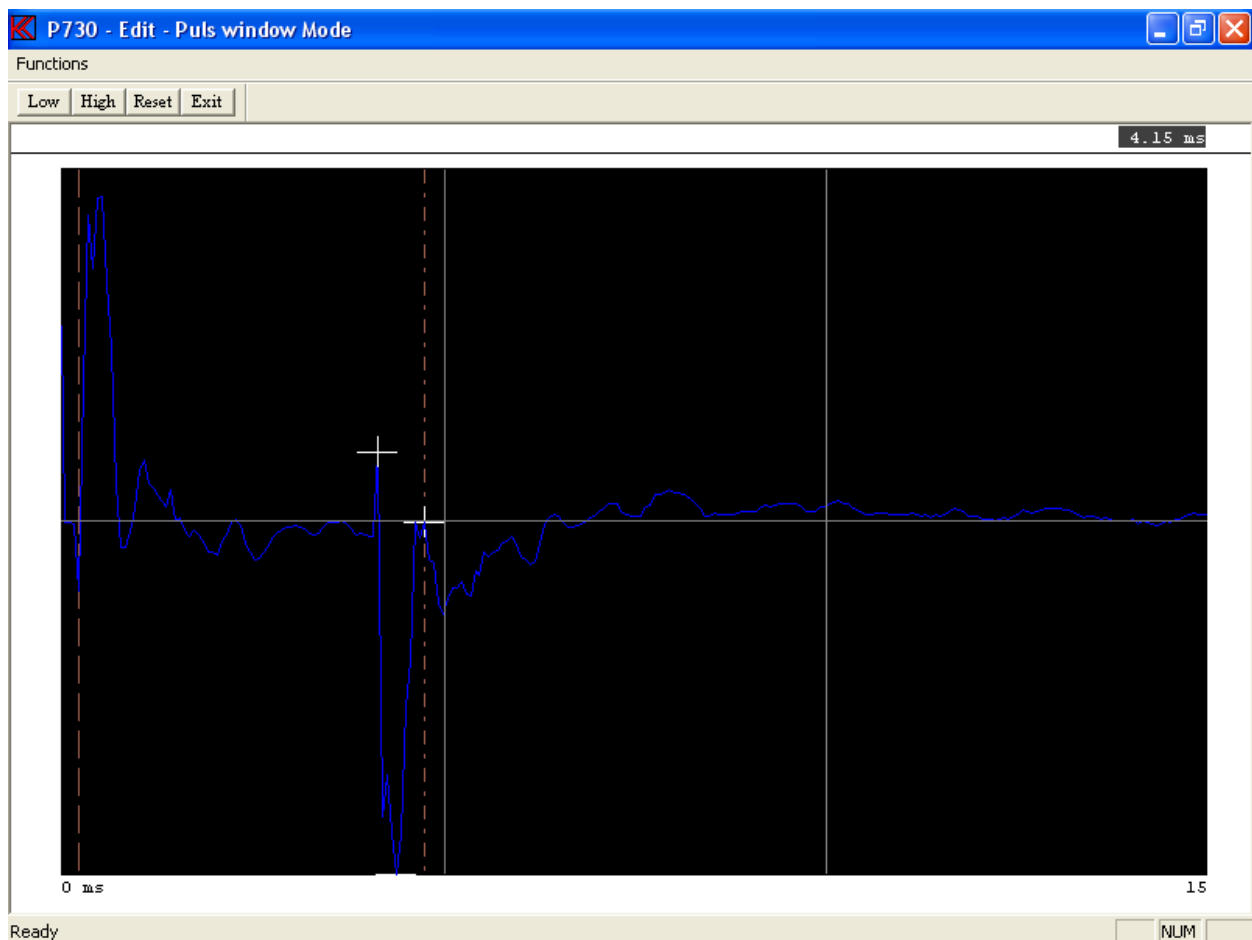 P730 - Edit - Puls window Mode
Functions
Low High Reset Exit
4.15 ms
0 ms 15
Ready NUM